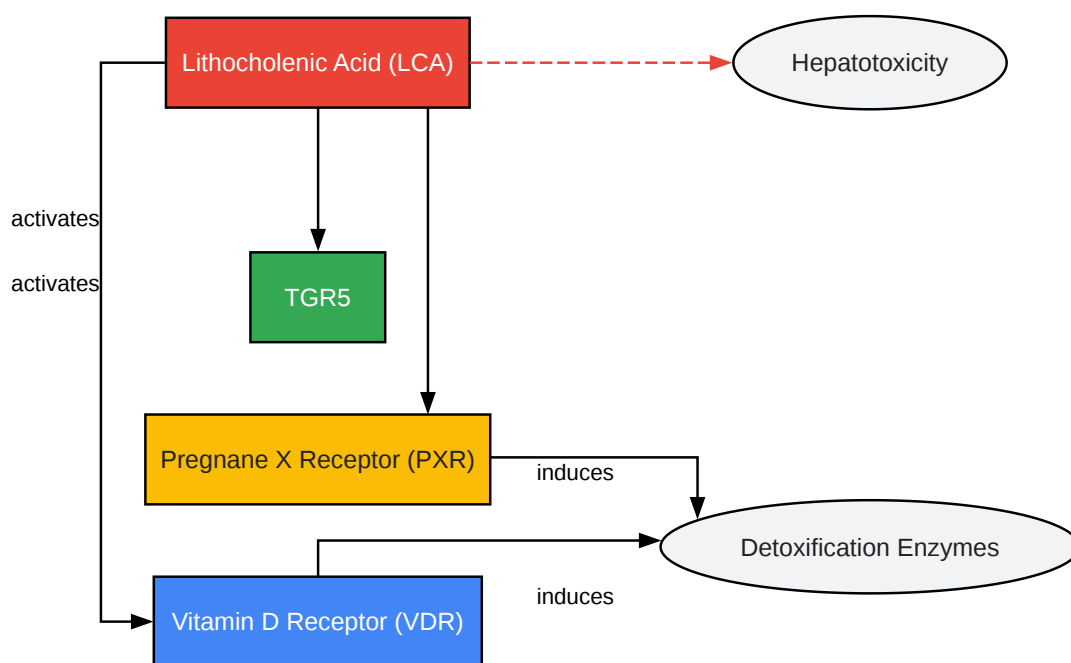 Lithocholenic Acid (LCA)
Hepatotoxicity
activates
activates
TGR5
Pregnane X Receptor (PXR)
induces
Detoxification Enzymes
induces
Vitamin D Receptor (VDR)